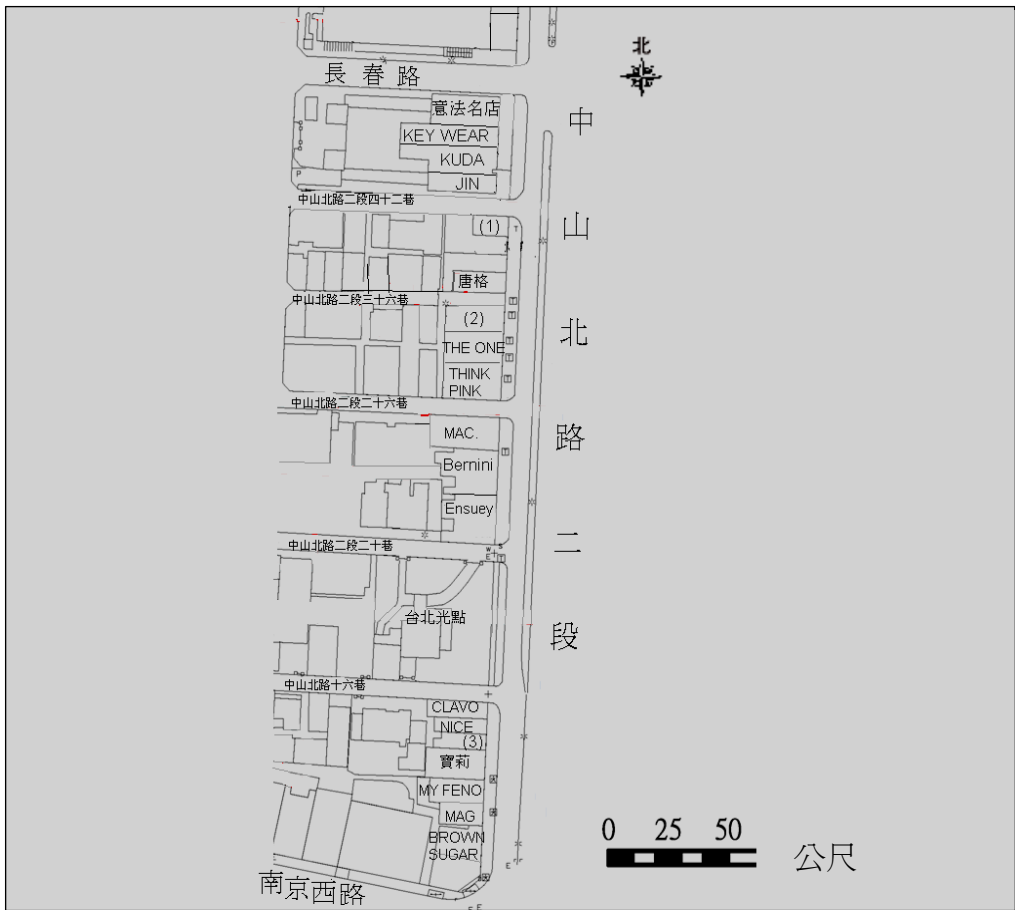 北
長春路
中山北路二段
意法名店
KEY WEAR
KUDA
JIN
P
中山北路二段四十二巷
(1)
T
唐格
中山北路二段三十六巷
(2)
THE ONE
THINK
PINK
中山北路二段二十六巷
MAC.
Bernini
Ensuey
中山北路二段二十巷
台北光點
中山北路十六巷
CLAVO
NICE
(3)
寶莉
MY FENO
MAG
BROWN
SUGAR
南京西路
0 25 50
公尺